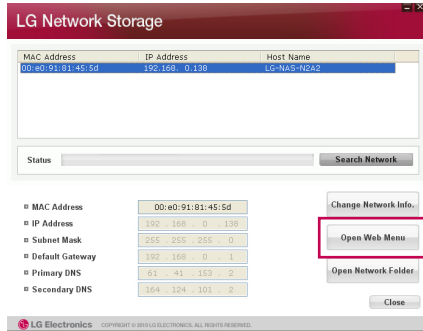 LG Network Storage
MAC Address IP Address Host Name
00:e0:91:81:45:5d 192.168. 0.138 LG-NAS-N2A2
Status Search Network
MAC Address 00:e0:91:81:45:5d Change Network Info.
IP Address 192 . 168 . 0 . 138
Subnet Mask 255 . 255 . 255 . 0 Open Web Menu
Default Gateway 192 . 168 . 0 . 1
Primary DNS 61 . 41 . 153 . 2 Open Network Folder
Secondary DNS 164 . 124 . 101 . 2
Close
LG Electronics COPYRIGHT © 2010 LG ELECTRONICS. ALL RIGHTS RESERVED.